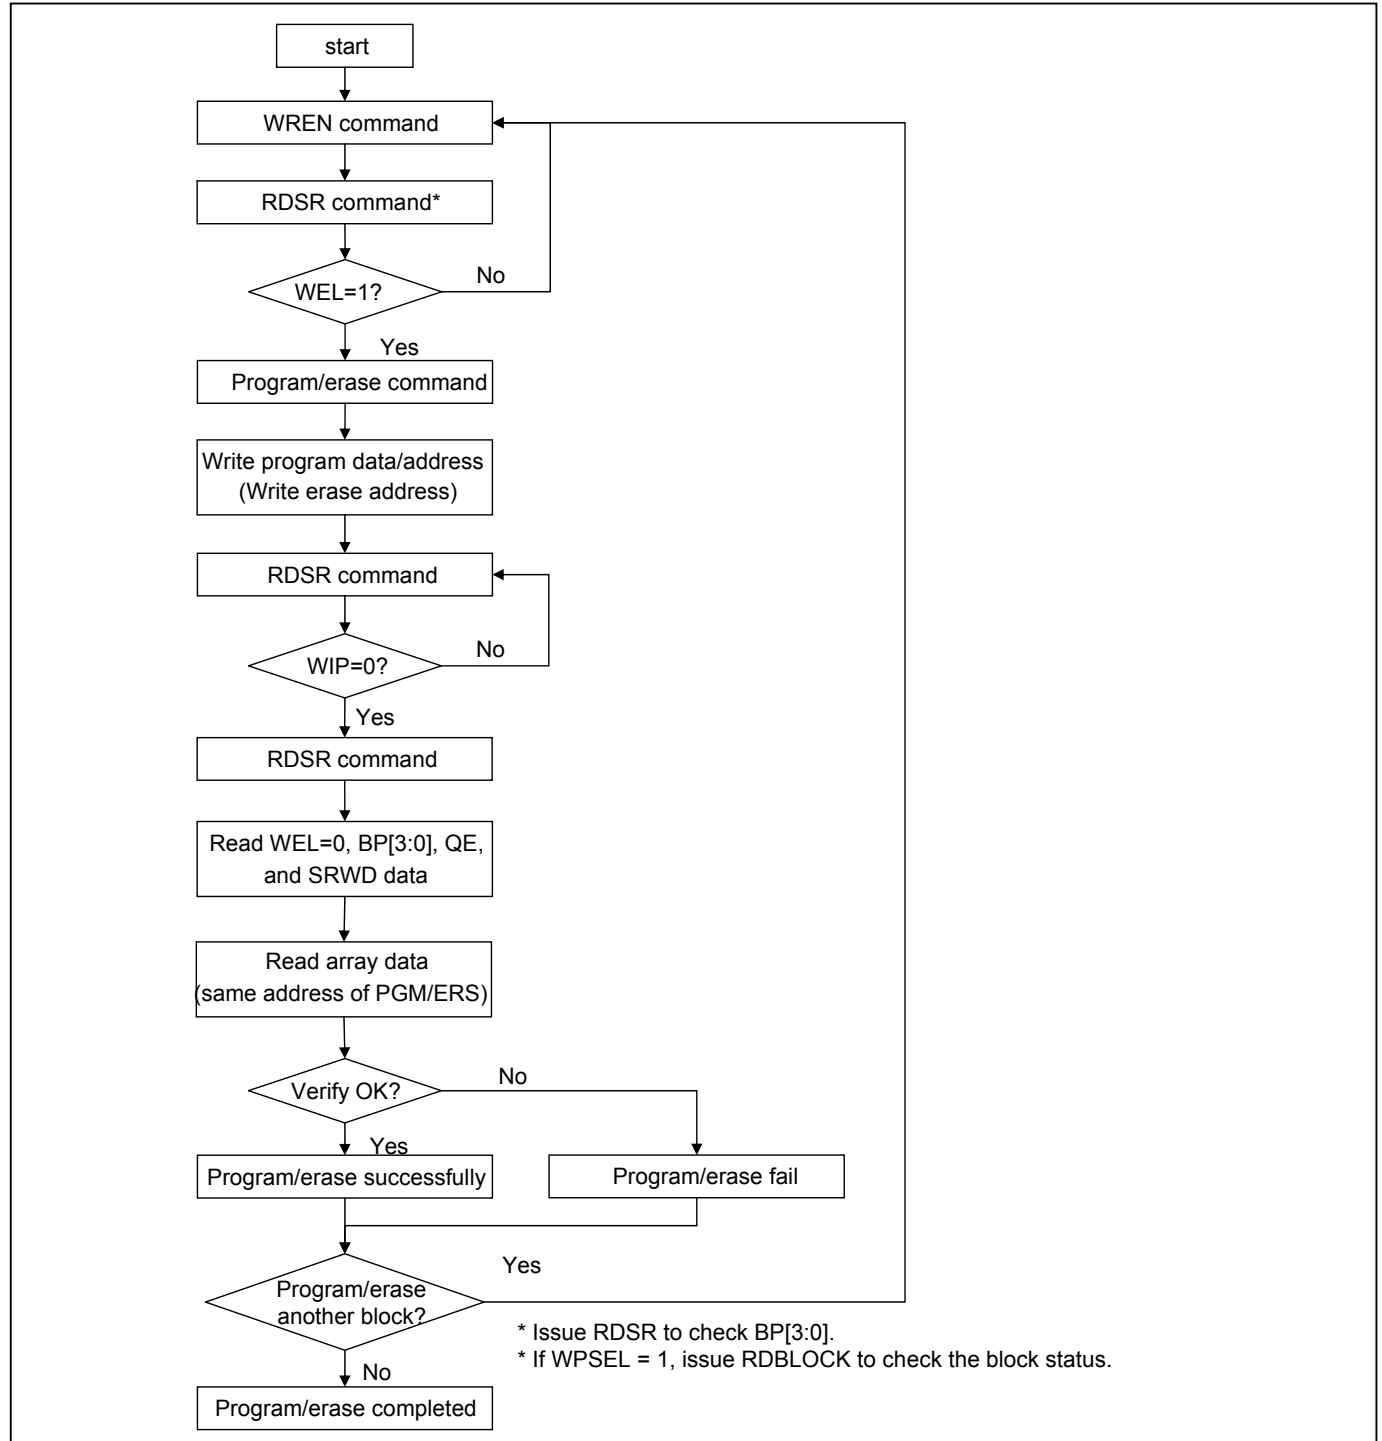 start
WREN command
RDSR command*
WEL=1?
No
Yes
Program/erase command
Write program data/address
(Write erase address)
RDSR command
WIP=0?
No
Yes
RDSR command
Read WEL=0, BP[3:0], QE,
and SRWD data
Read array data
(same address of PGM/ERS)
Verify OK?
No
Yes
Program/erase successfully
Program/erase fail
Program/erase
another block?
Yes
* Issue RDSR to check BP[3:0].
* If WPSEL = 1, issue RDBLOCK to check the block status.
No
Program/erase completed